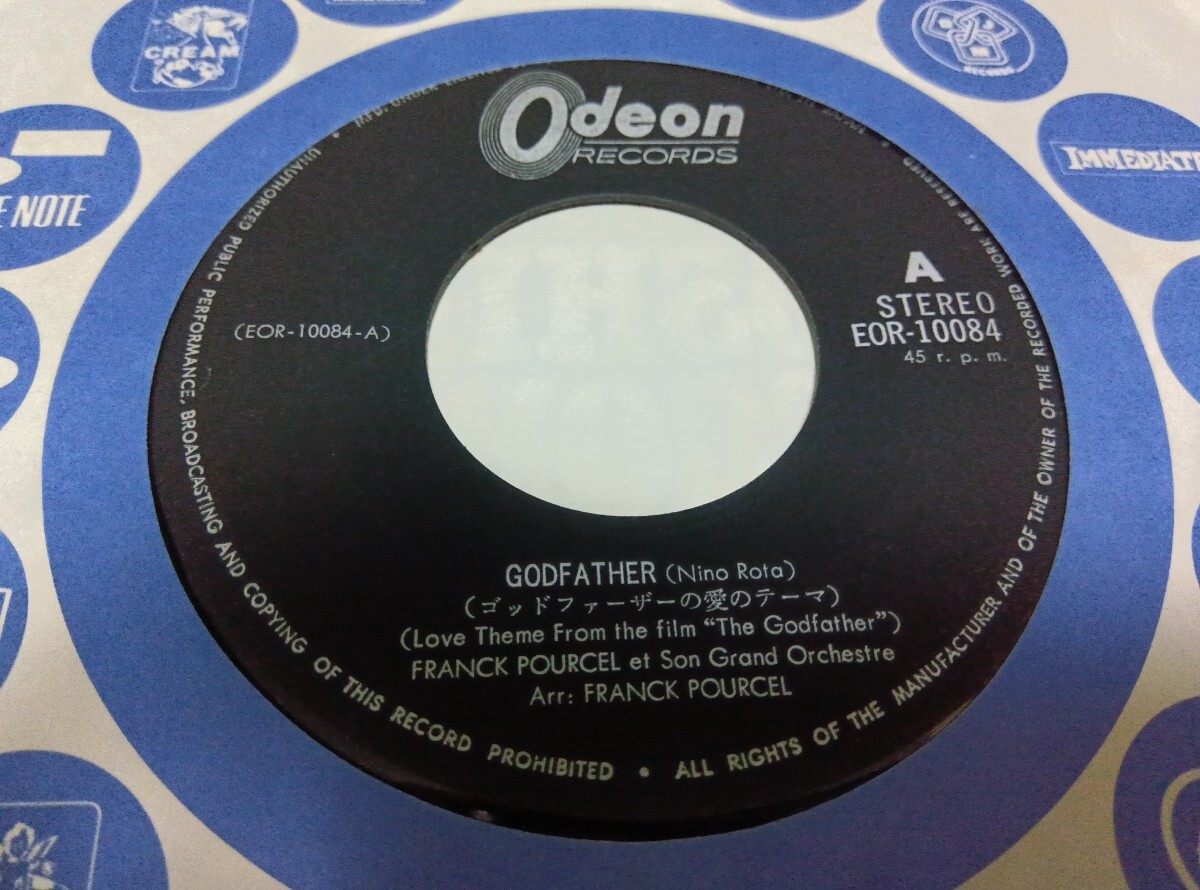 CREAM
RECORDS
E NOTE
IMMEDIATE
Odeon
RECORDS
A
STEREO
EOR-10084
45 r. p. m.
(EOR-10084-A)
GODFATHER (Nino Rota)
(ゴッドファーザーの愛のテーマ)
(Love Theme From the film "The Godfather")
FRANCK POURCEL et Son Grand Orchestre
Arr: FRANCK POURCEL
UNAUTHORIZED PUBLIC PERFORMANCE, BROADCASTING AND COPYING OF THIS RECORD PROHIBITED • ALL RIGHTS OF THE MANUFACTURER AND OF THE OWNER OF THE RECORDED WORK ARE RESERVED •
MFD. UNDER